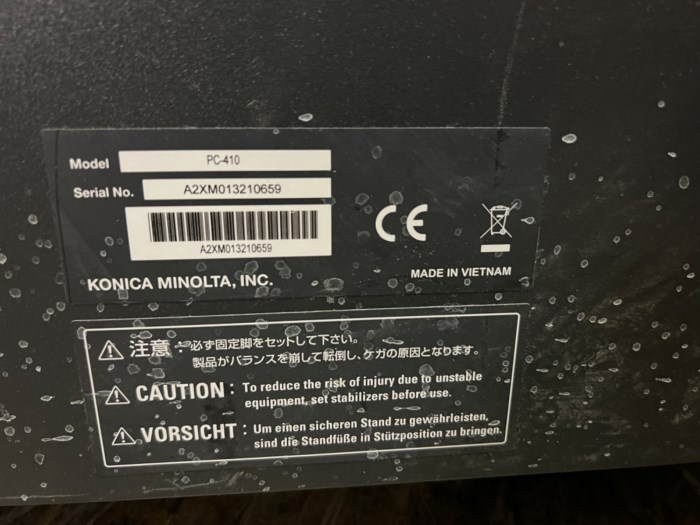 Model PC-410
Serial No. A2XM013210659
A2XM013210659
CE
KONICA MINOLTA, INC.
MADE IN VIETNAM
注意：必ず固定脚をセットして下さい。
製品がバランスを崩して転倒し、ケガの原因となります。
CAUTION : To reduce the risk of injury due to unstable
equipment, set stabilizers before use.
VORSICHT : Um einen sicheren Stand zu gewährleisten,
sind die Standfüße in Stützposition zu bringen.